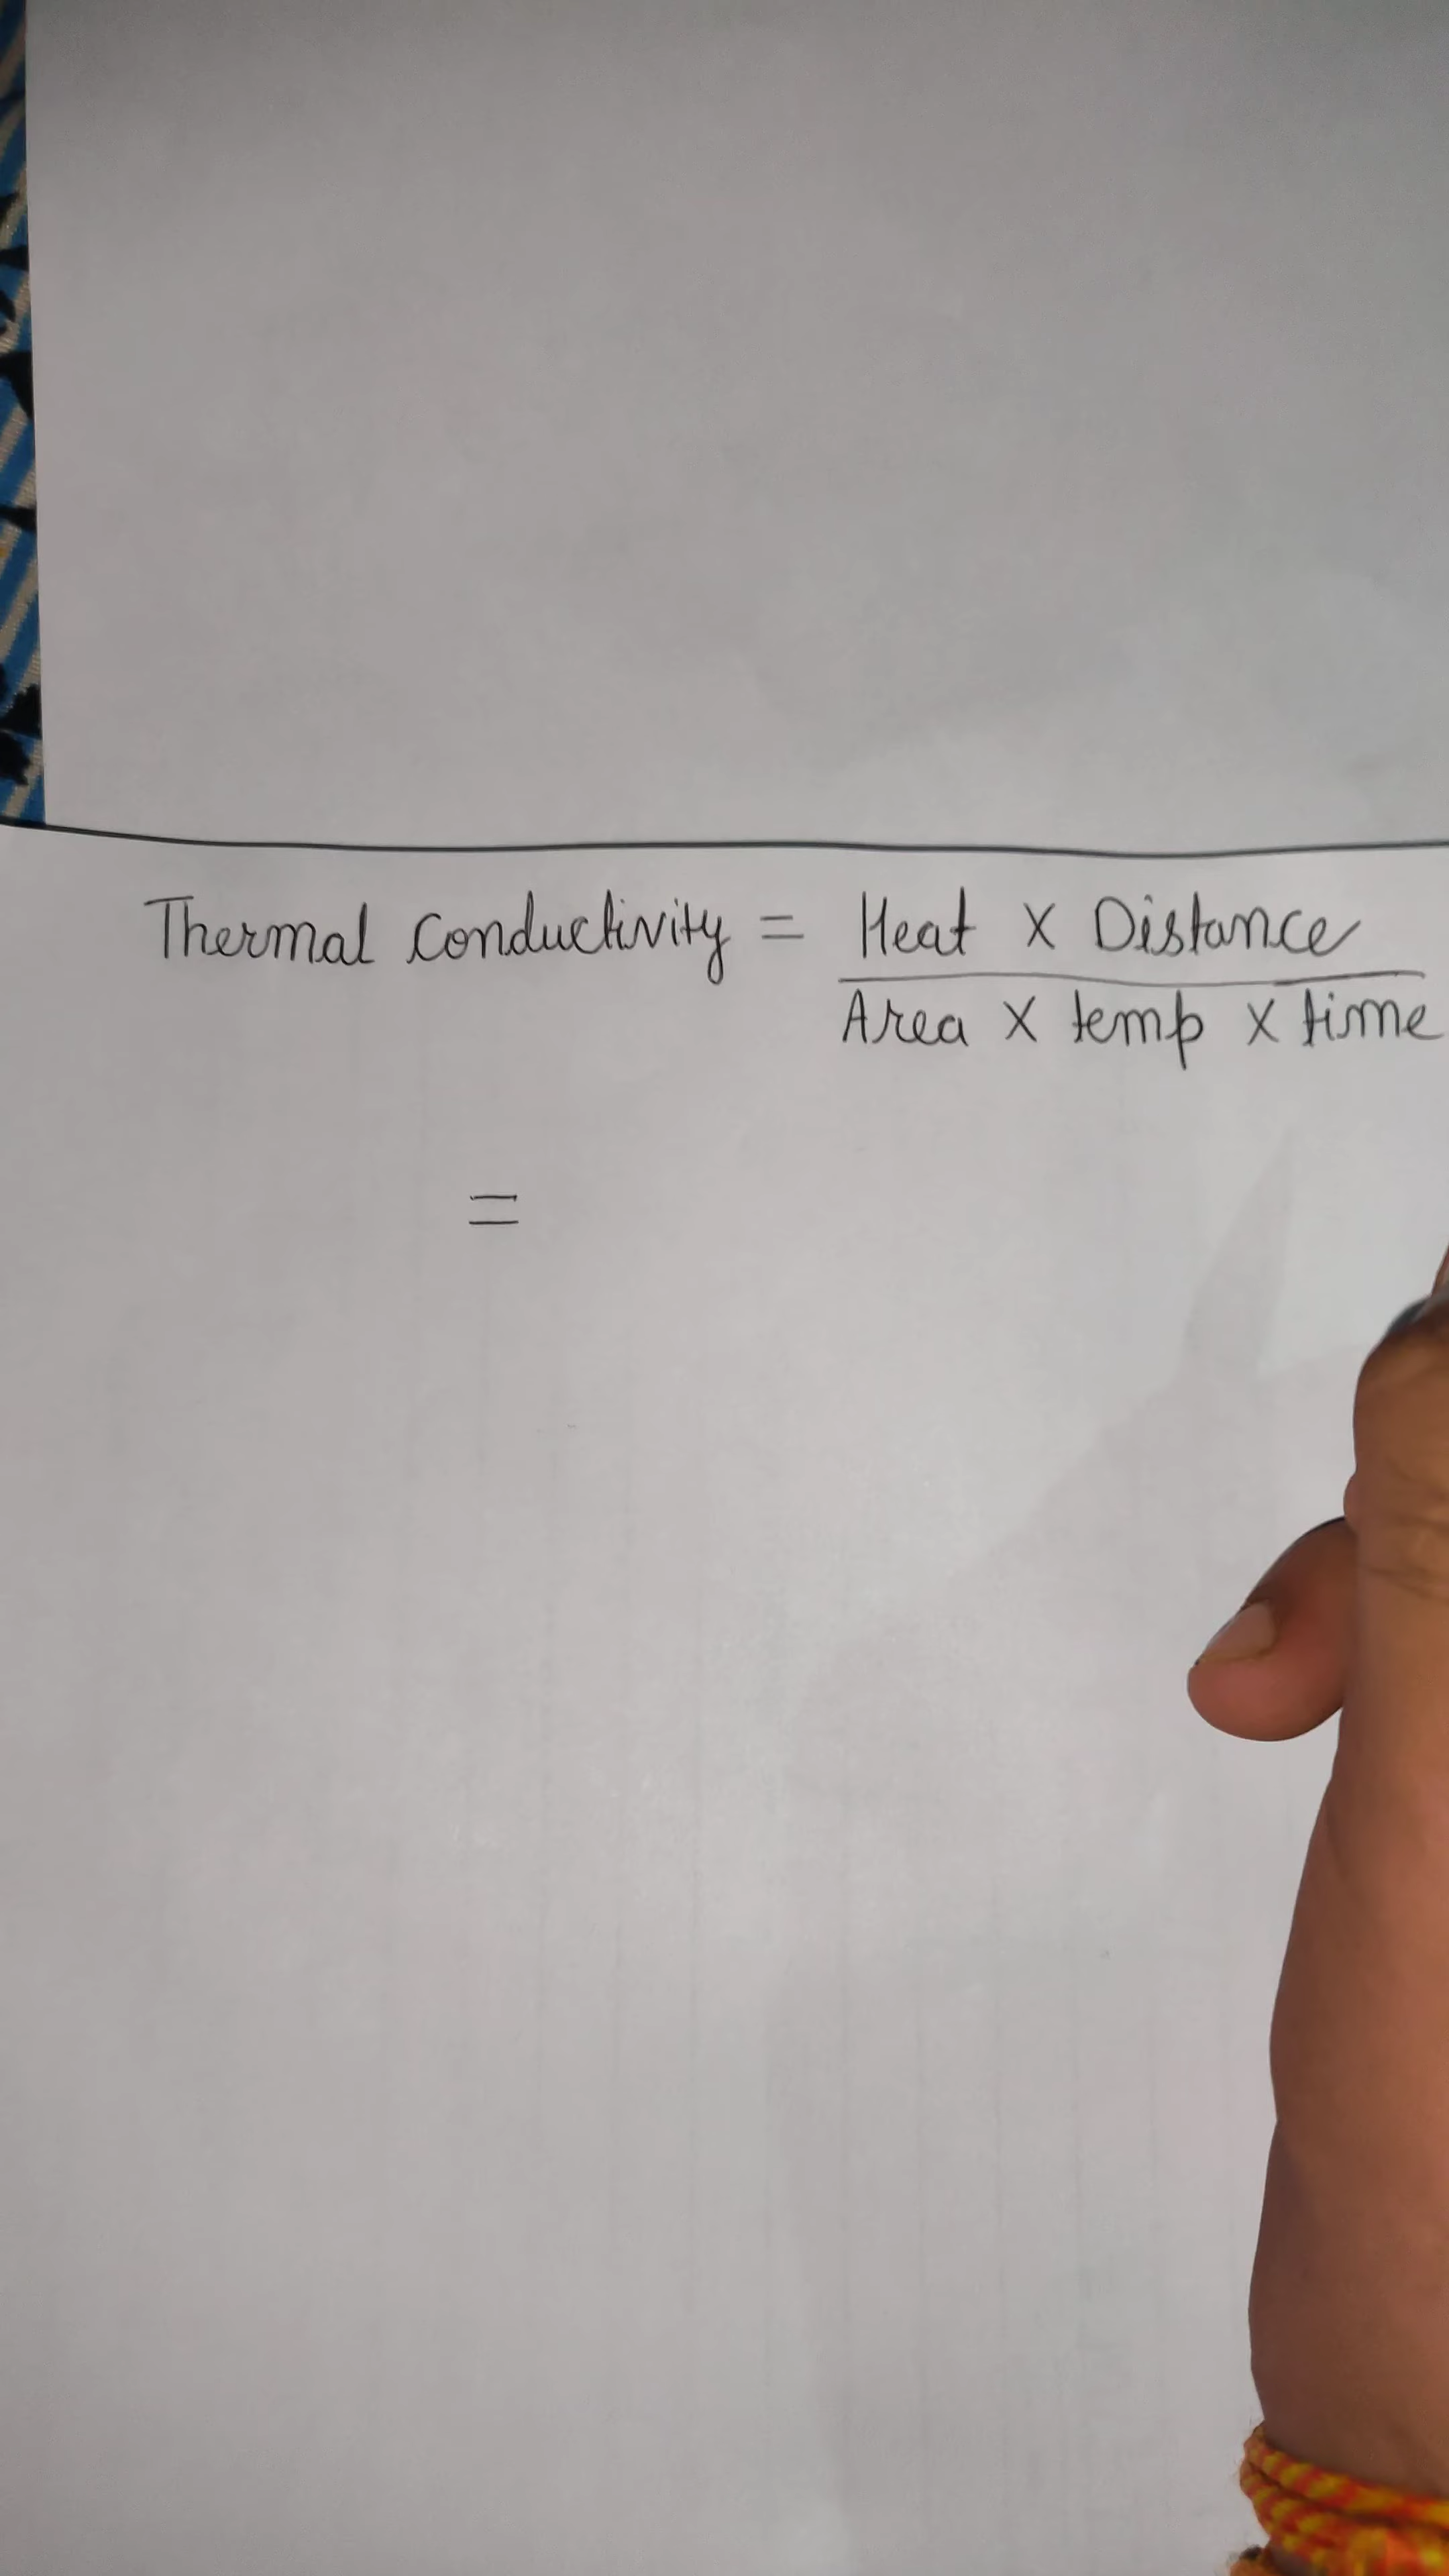 Thermal conductivity = Heat x Distance
Area x temp x time
=